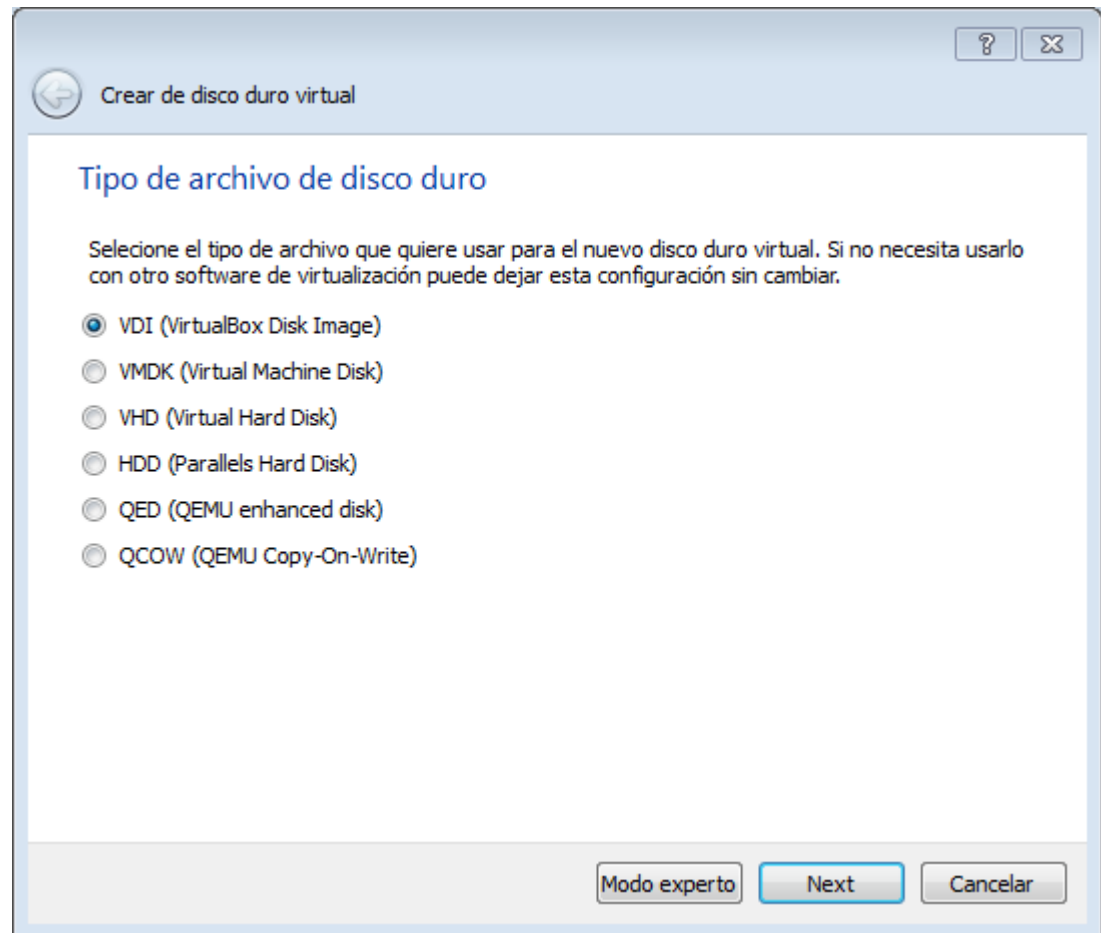 Crear de disco duro virtual
Tipo de archivo de disco duro
Selecione el tipo de archivo que quiere usar para el nuevo disco duro virtual. Si no necesita usarlo
con otro software de virtualización puede dejar esta configuración sin cambiar.
VDI (VirtualBox Disk Image)
VMDK (Virtual Machine Disk)
VHD (Virtual Hard Disk)
HDD (Parallels Hard Disk)
QED (QEMU enhanced disk)
QCOW (QEMU Copy-On-Write)
Modo experto Next Cancelar